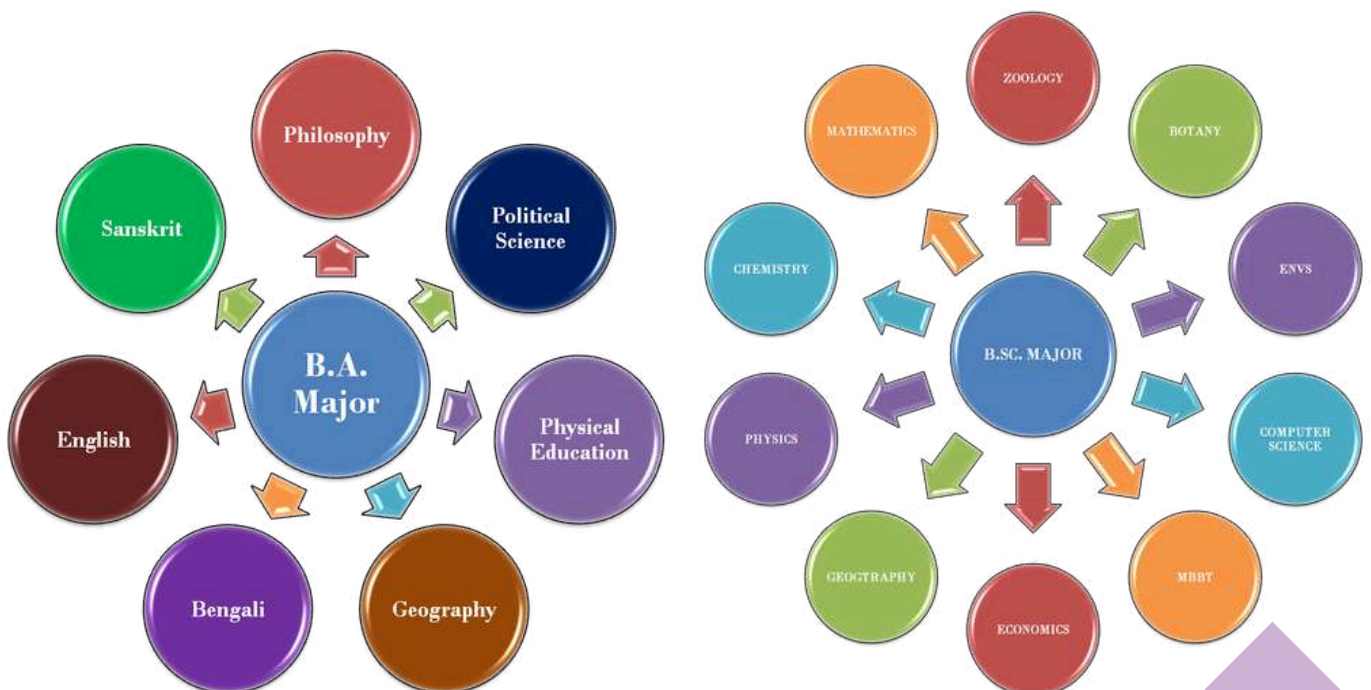 Philosophy
Political
Science
Physical
Education
Geography
Bengali
English
Sanskrit
B.A.
Major
ZOOLOGY
BOTANY
ENVS
COMPUTER
SCIENCE
MBBT
ECONOMICS
GEOGTRAPHY
PHYSICS
CHEMISTRY
MATHEMATICS
B.SC. MAJOR